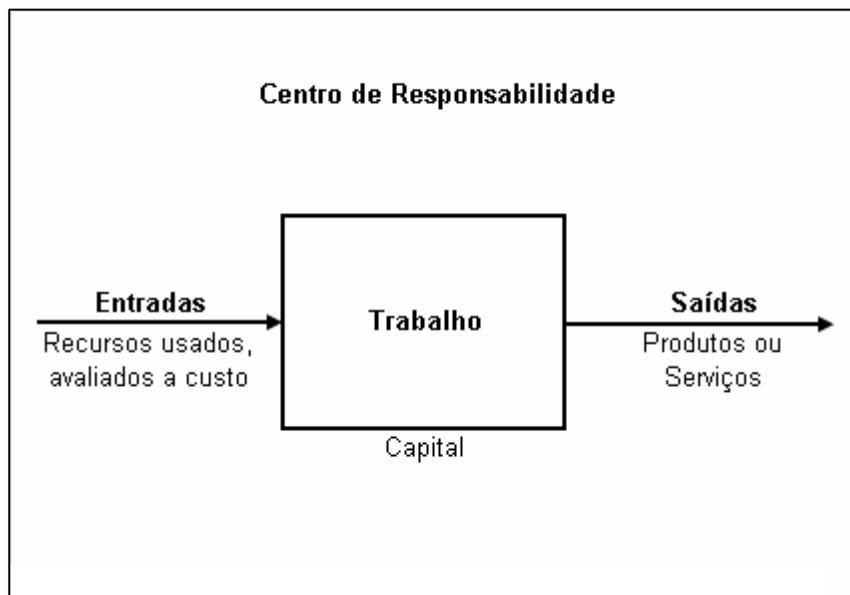 Centro de Responsabilidade
Entradas
Recursos usados,
avaliados a custo
Trabalho
Capital
Saídas
Produtos ou
Serviços